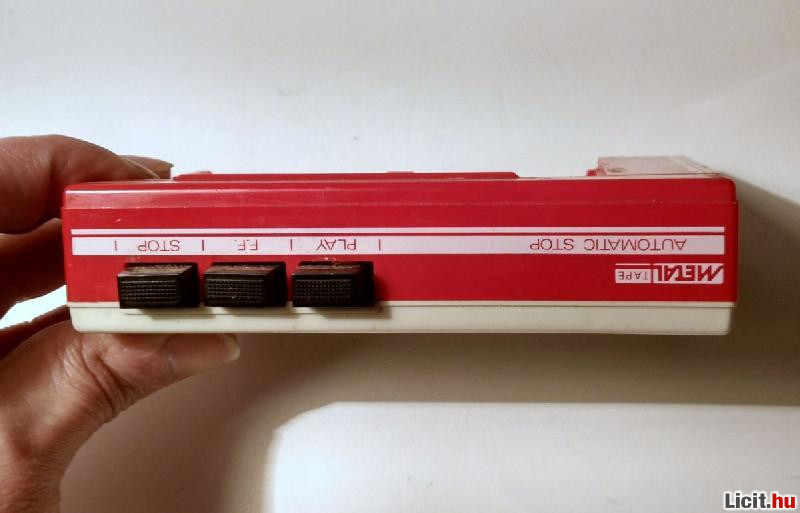 METAL TAPE
AUTOMATIC STOP | PLAY | F.F. | STOP |
Licit.hu